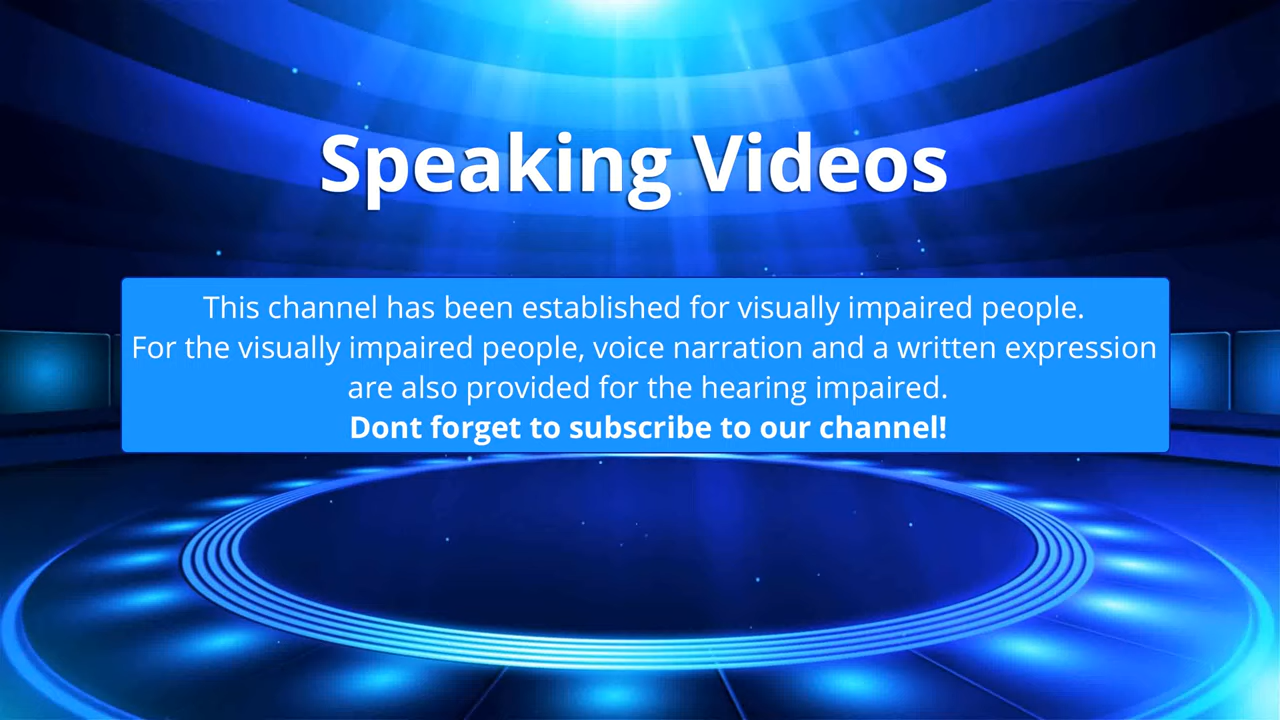 Speaking Videos
This channel has been established for visually impaired people.
For the visually impaired people, voice narration and a written expression
are also provided for the hearing impaired.
Dont forget to subscribe to our channel!